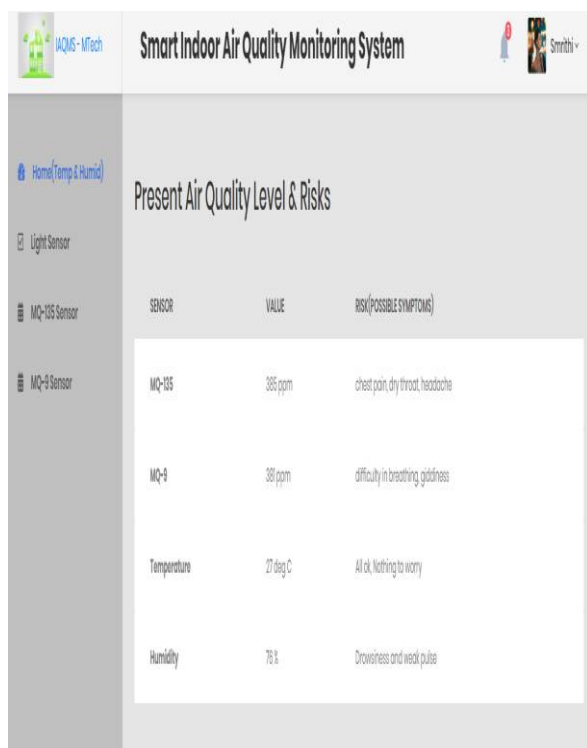 IAQMS - MTech
Smart Indoor Air Quality Monitoring System
Smrithi
Home(Temp & Humid)
Light Sensor
MQ-135 Sensor
MQ-9 Sensor
Present Air Quality Level & Risks
SENSOR VALUE RISK(POSSIBLE SYMPTOMS)
MQ-135 385 ppm chest pain, dry throat, headache
MQ-9 381 ppm difficulty in breathing, giddiness
Temperature 27 deg C All ok, Nothing to worry
Humidity 76 % Drowsiness and weak pulse